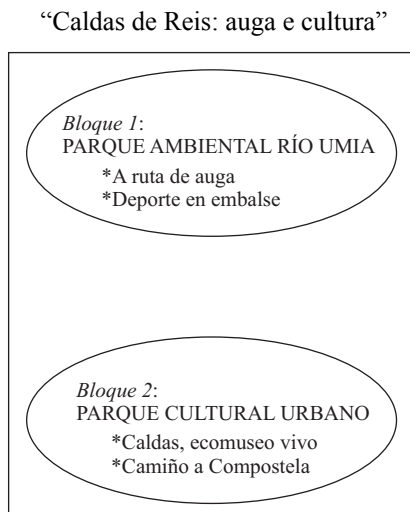 “Caldas de Reis: auga e cultura”
Bloque 1:
PARQUE AMBIENTAL RÍO UMIA
*A ruta de auga
*Deporte en embalse
Bloque 2:
PARQUE CULTURAL URBANO
*Caldas, ecomuseo vivo
*Camiño a Compostela